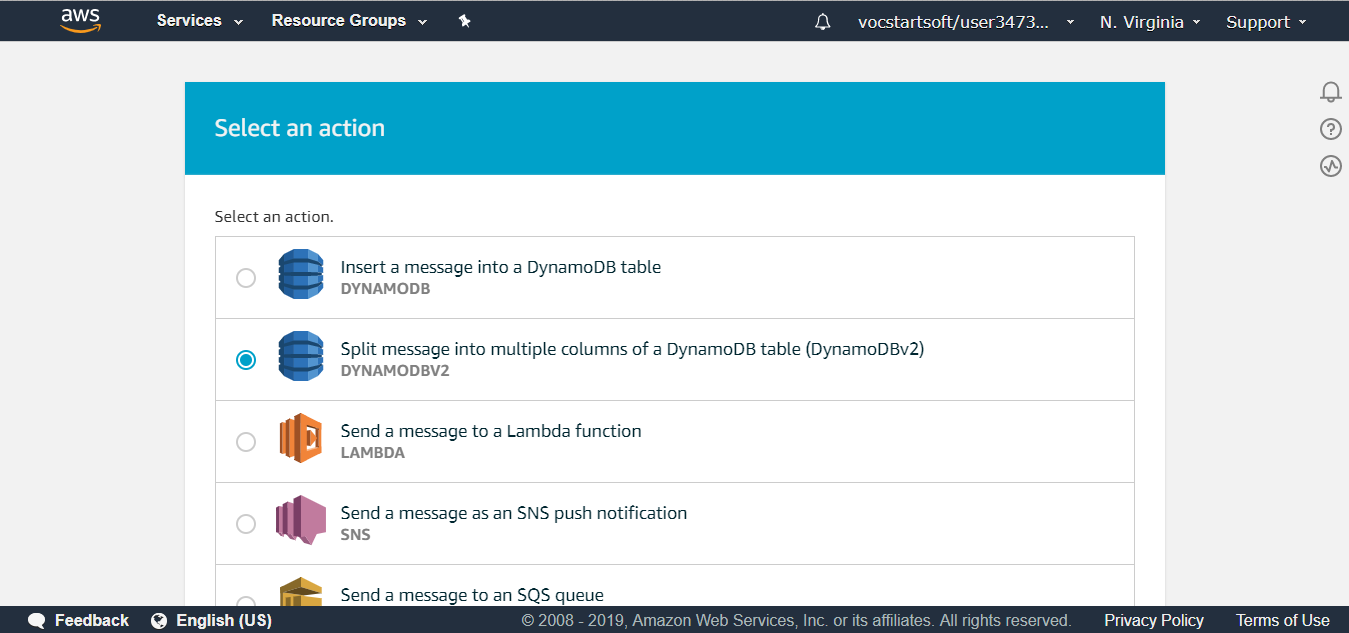 aws Services Resource Groups vocstartsoft/user3473... N. Virginia Support
Select an action
Select an action.
Insert a message into a DynamoDB table
DYNAMODB
Split message into multiple columns of a DynamoDB table (DynamoDBv2)
DYNAMODBV2
Send a message to a Lambda function
LAMBDA
Send a message as an SNS push notification
SNS
Send a message to an SQS queue
Feedback English (US) © 2008 - 2019, Amazon Web Services, Inc. or its affiliates. All rights reserved. Privacy Policy Terms of Use